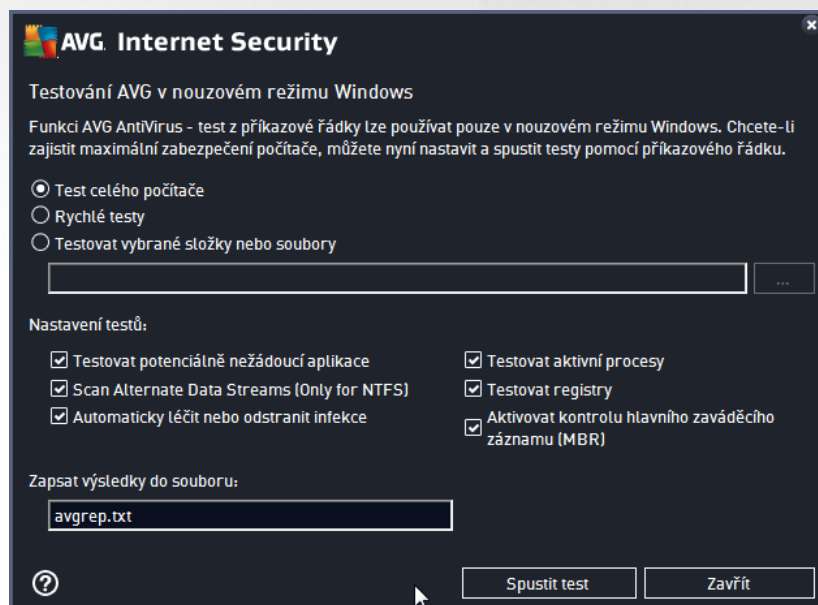 AVG. Internet Security
Testování AVG v nouzovém režimu Windows
Funkci AVG AntiVirus - test z příkazové řádky lze používat pouze v nouzovém režimu Windows. Chcete-li
zajistit maximální zabezpečení počítače, můžete nyní nastavit a spustit testy pomocí příkazového řádku.
Test celého počítače
Rychlé testy
Testovat vybrané složky nebo soubory
...
Nastavení testů:
Testovat potenciálně nežádoucí aplikace
Scan Alternate Data Streams (Only for NTFS)
Automaticky léčit nebo odstranit infekce
Testovat aktivní procesy
Testovat registry
Aktivovat kontrolu hlavního zaváděcího
záznamu (MBR)
Zapsat výsledky do souboru:
avgrep.txt
Spustit test
Zavřít